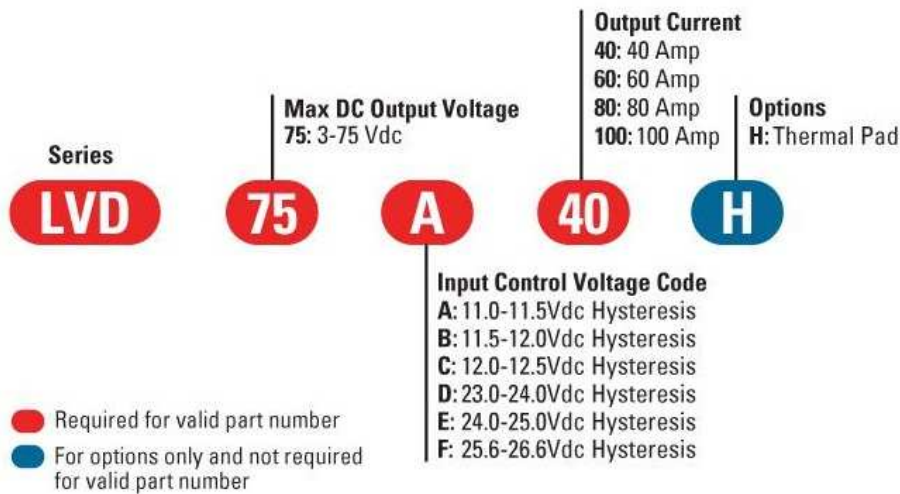 Output Current
40: 40 Amp
60: 60 Amp
80: 80 Amp
100: 100 Amp
Max DC Output Voltage
75: 3-75 Vdc
Options
H: Thermal Pad
Series
LVD
75
A
40
H
Input Control Voltage Code
A: 11.0-11.5Vdc Hysteresis
B: 11.5-12.0Vdc Hysteresis
C: 12.0-12.5Vdc Hysteresis
D: 23.0-24.0Vdc Hysteresis
E: 24.0-25.0Vdc Hysteresis
F: 25.6-26.6Vdc Hysteresis
Required for valid part number
For options only and not required
for valid part number